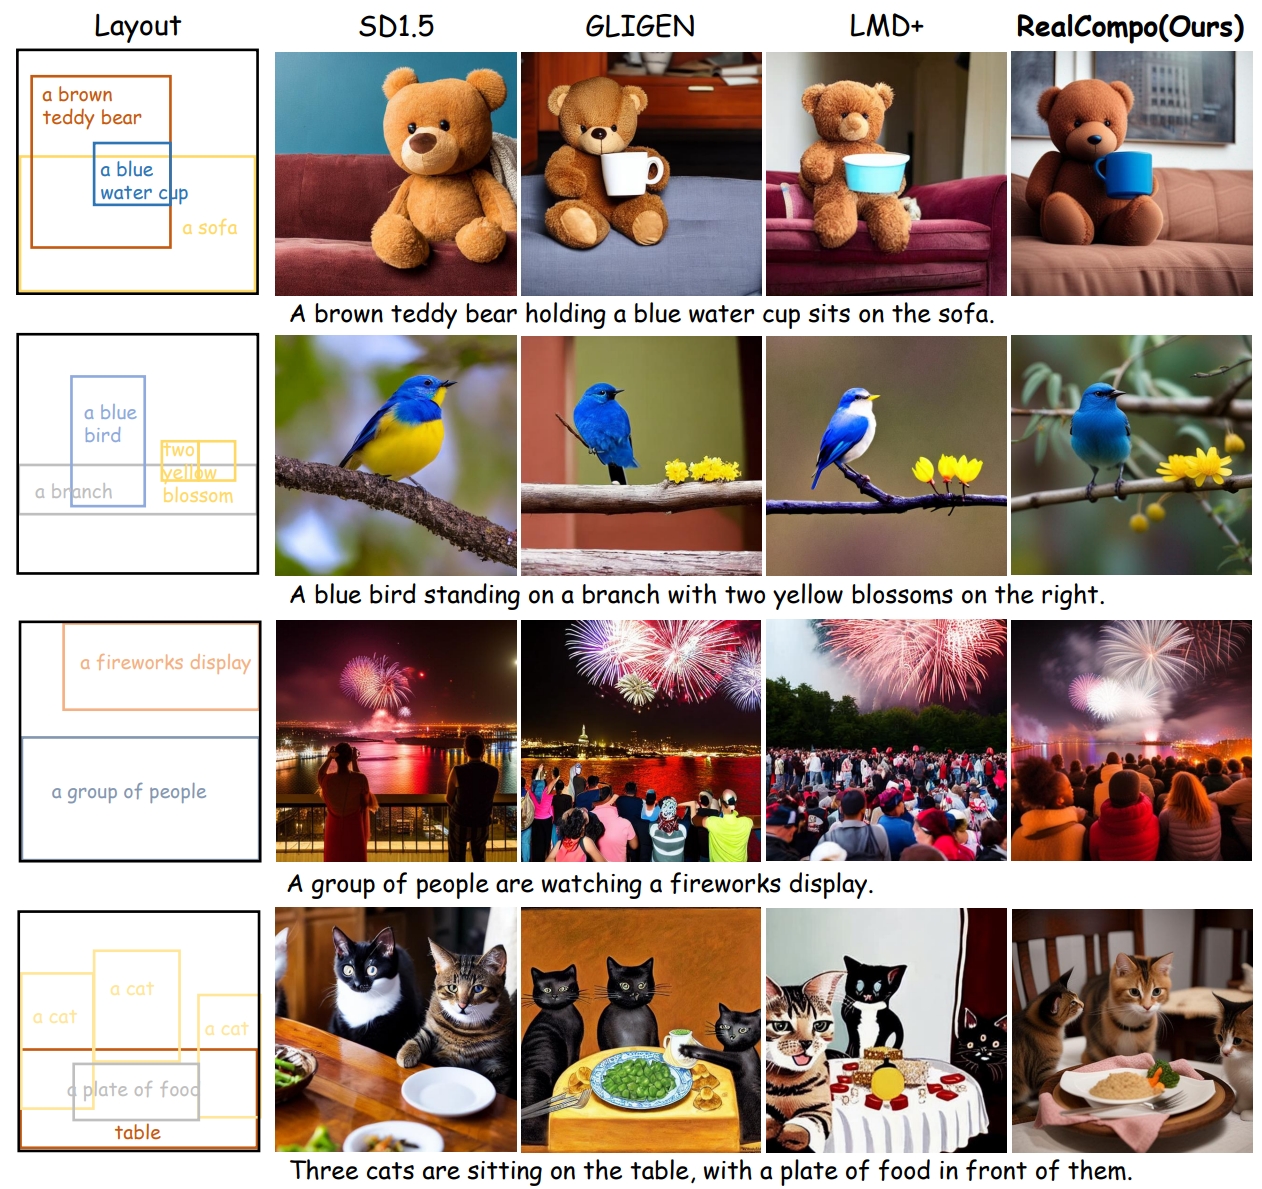 Layout SD1.5 GLIGEN LMD+ RealCompo(Ours)
a brown
teddy bear
a blue
water cup
a sofa
A brown teddy bear holding a blue water cup sits on the sofa.
a blue
bird
two
yellow
blossom
a branch
A blue bird standing on a branch with two yellow blossoms on the right.
a fireworks display
a group of people
A group of people are watching a fireworks display.
a cat
a cat
a cat
a plate of food
table
Three cats are sitting on the table, with a plate of food in front of them.